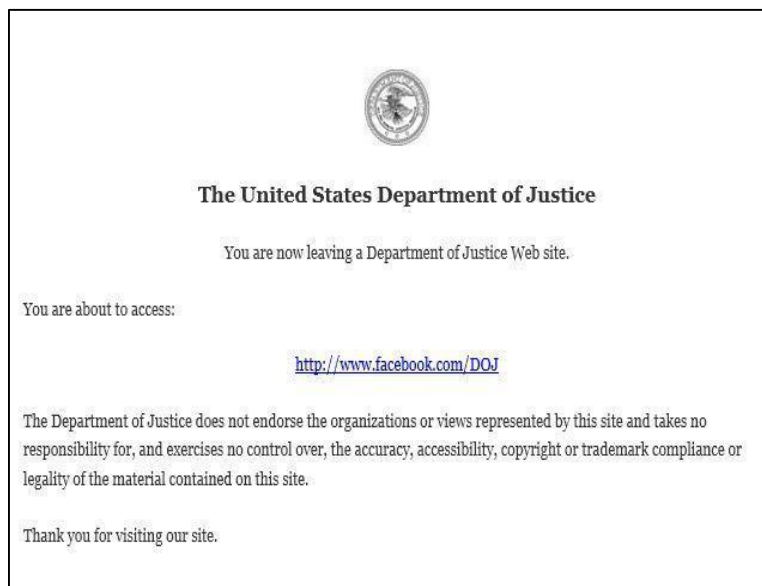 The United States Department of Justice
You are now leaving a Department of Justice Web site.
You are about to access:
http://www.facebook.com/DOJ
The Department of Justice does not endorse the organizations or views represented by this site and takes no
responsibility for, and exercises no control over, the accuracy, accessibility, copyright or trademark compliance or
legality of the material contained on this site.
Thank you for visiting our site.